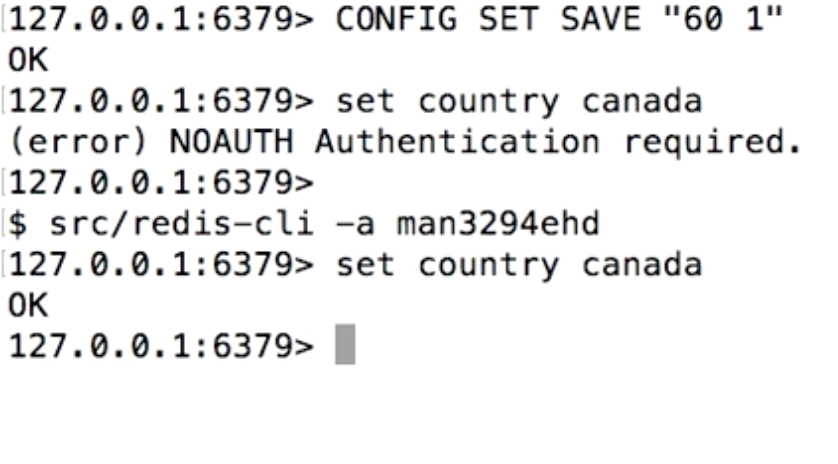 127.0.0.1:6379> CONFIG SET SAVE "60 1"
OK
127.0.0.1:6379> set country canada
(error) NOAUTH Authentication required.
127.0.0.1:6379>
$ src/redis-cli -a man3294ehd
127.0.0.1:6379> set country canada
OK
127.0.0.1:6379>